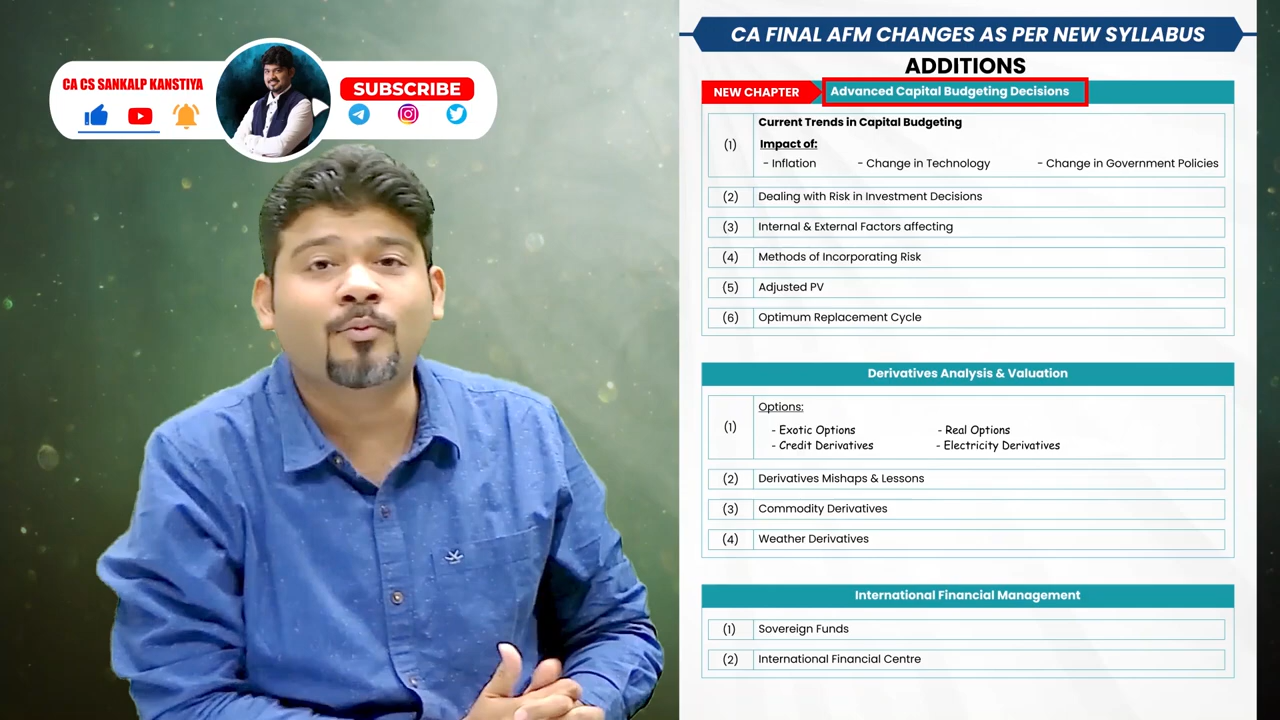 CA CS SANKALP KANSTIYA
SUBSCRIBE
CA FINAL AFM CHANGES AS PER NEW SYLLABUS
ADDITIONS
NEW CHAPTER Advanced Capital Budgeting Decisions
(1) Current Trends in Capital Budgeting
Impact of:
- Inflation - Change in Technology - Change in Government Policies
(2) Dealing with Risk in Investment Decisions
(3) Internal & External Factors affecting
(4) Methods of Incorporating Risk
(5) Adjusted PV
(6) Optimum Replacement Cycle
Derivatives Analysis & Valuation
(1) Options:
- Exotic Options - Real Options
- Credit Derivatives - Electricity Derivatives
(2) Derivatives Mishaps & Lessons
(3) Commodity Derivatives
(4) Weather Derivatives
International Financial Management
(1) Sovereign Funds
(2) International Financial Centre